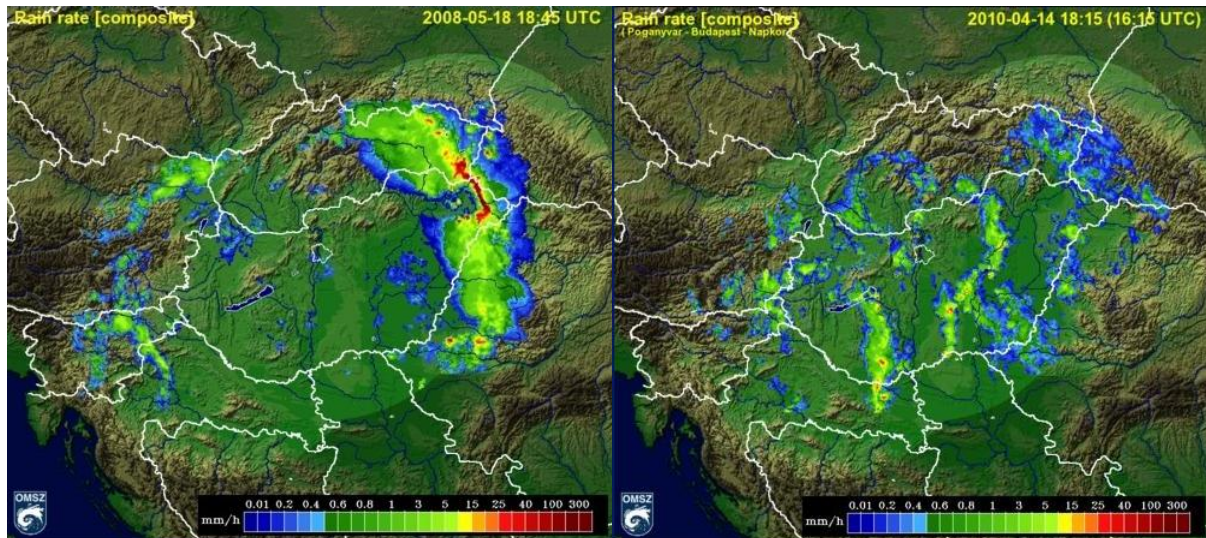 Rain rate [composite] 2008-05-18 18:45 UTC
OMSZ
0.01 0.2 0.4 0.6 0.8 1 3 5 15 25 40 100 300
mm/h
Rain rate [composite] 2010-04-14 18:15 (16:15 UTC)
( Poganyvar - Budapest - Napkor )
OMSZ
0.01 0.2 0.4 0.6 0.8 1 3 5 15 25 40 100 300
mm/h